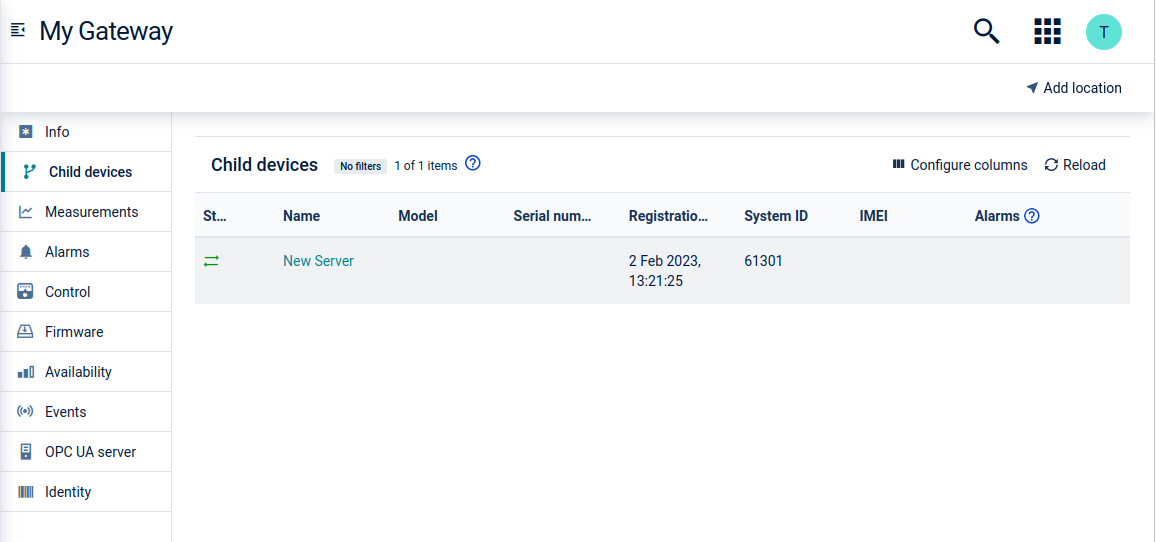 My Gateway
T
Add location
Info
Child devices
Measurements
Alarms
Control
Firmware
Availability
Events
OPC UA server
Identity
Child devices No filters 1 of 1 items ? Configure columns Reload
St... Name Model Serial num... Registratio... System ID IMEI Alarms ?
New Server 2 Feb 2023, 61301
13:21:25